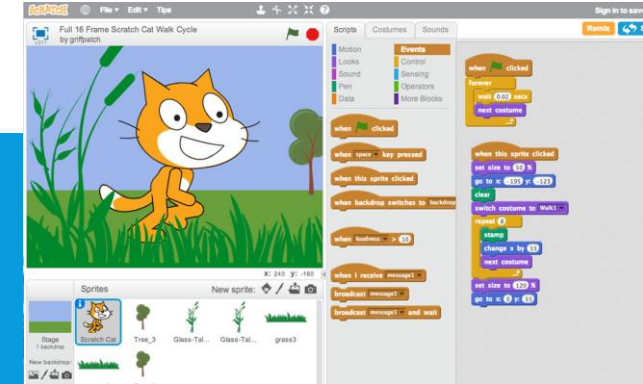 SCRATCH File Edit Tips Sign in to save
Full 16 Frame Scratch Cat Walk Cycle
by griffpatch
Remix
Scripts Costumes Sounds
Motion Events
Looks Control
Sound Sensing
Pen Operators
Data More Blocks
when clicked
when space key pressed
when this sprite clicked
when backdrop switches to backdrop
when loudness > 10
when I receive message1
broadcast message1
broadcast message1 and wait
when clicked
forever
wait 0.02 secs
next costume
when this sprite clicked
set size to 50 %
go to x: -195 y: -123
clear
switch costume to Walk1
repeat 8
stamp
change x by 55
next costume
set size to 120 %
go to x: 0 y: 55
X: 240 y: -180
Sprites New sprite:
Stage
1 backdrop
New backdrop:
Scratch Cat Tree_3 Glass-Tal... Glass-Tal... grass3